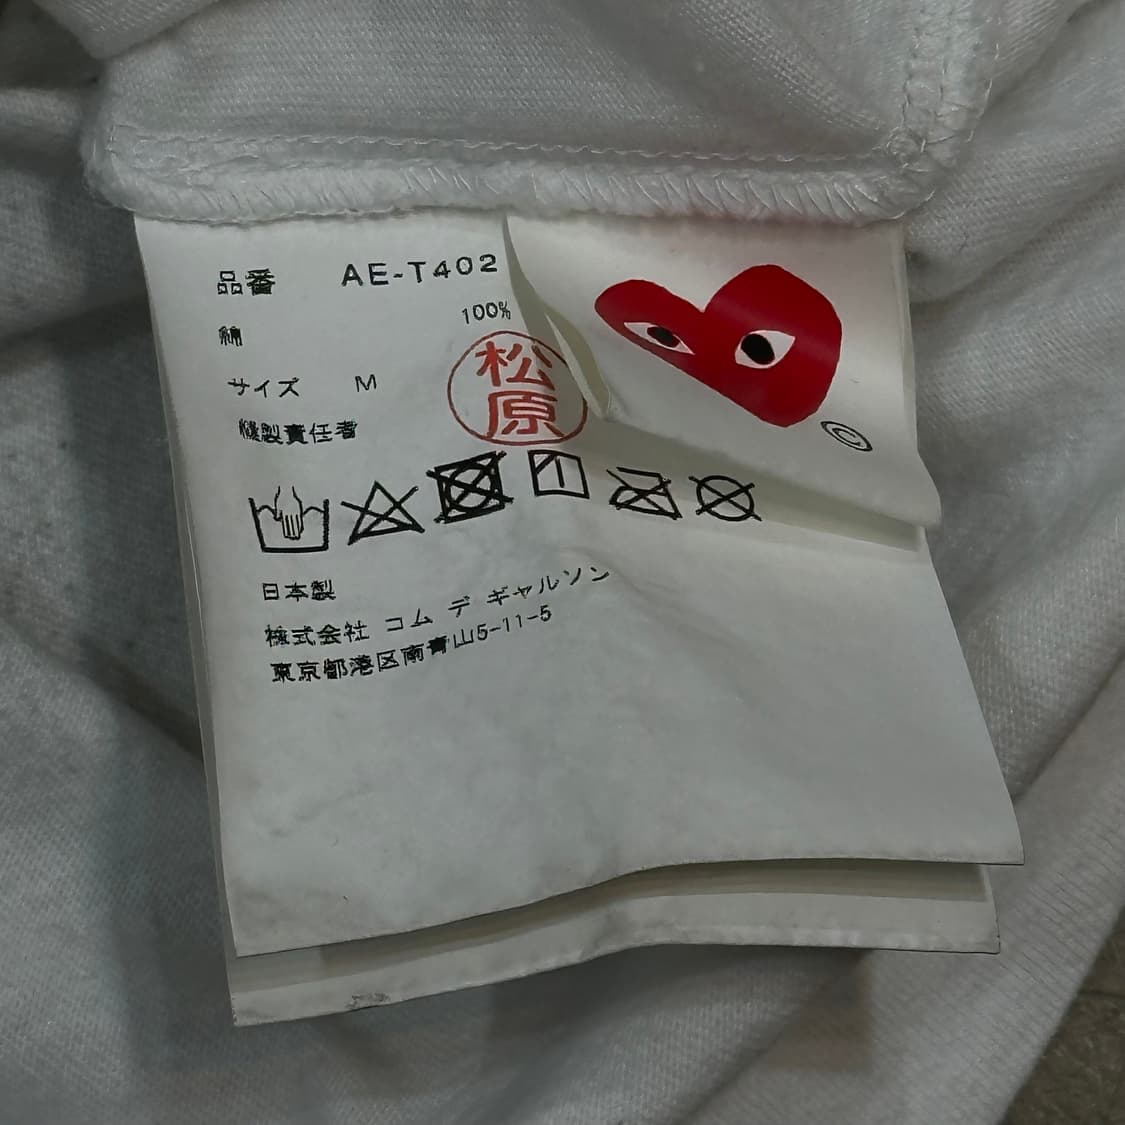 品番 AE-T402
綿 100%
サイズ M
縫製責任者 松原
日本製
株式会社 コム デ ギャルソン
東京都港区南青山5-11-5
©